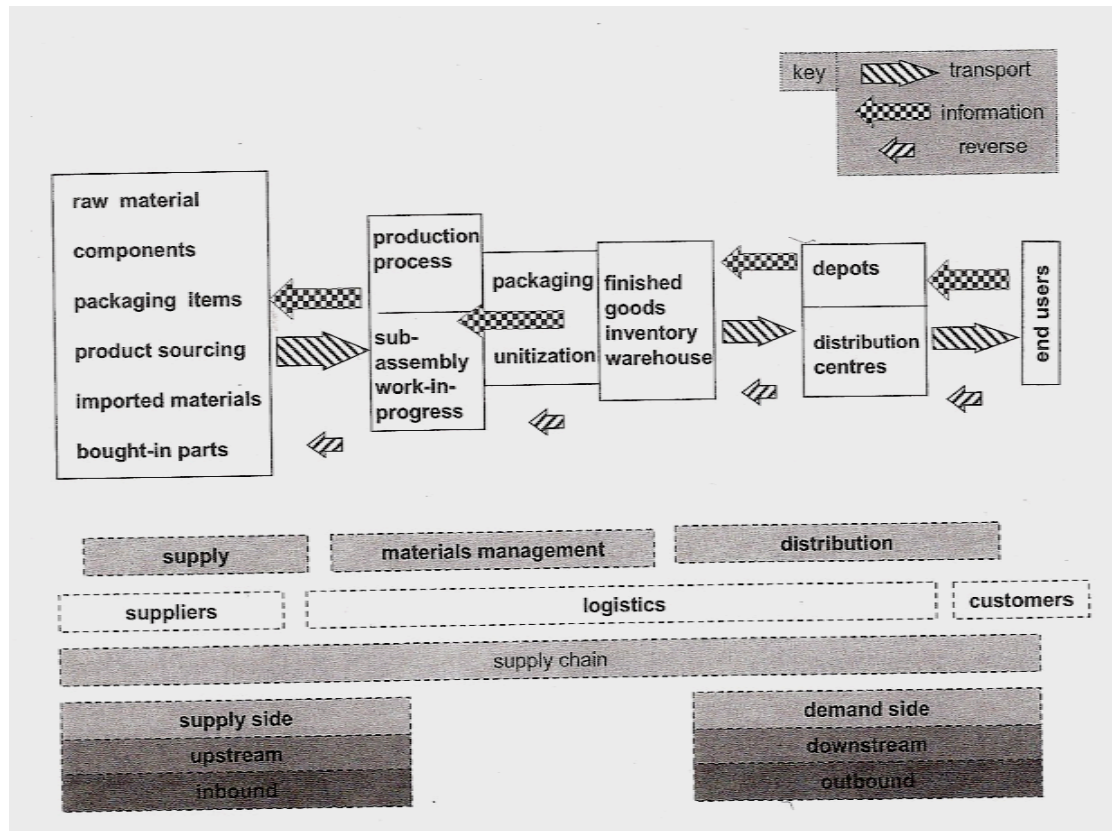 key
transport
information
reverse
raw material
components
packaging items
product sourcing
imported materials
bought-in parts
production
process
sub-
assembly
work-in-
progress
packaging
unitization
finished
goods
inventory
warehouse
depots
distribution
centres
end users
supply
materials management
distribution
suppliers
logistics
customers
supply chain
supply side
upstream
inbound
demand side
downstream
outbound